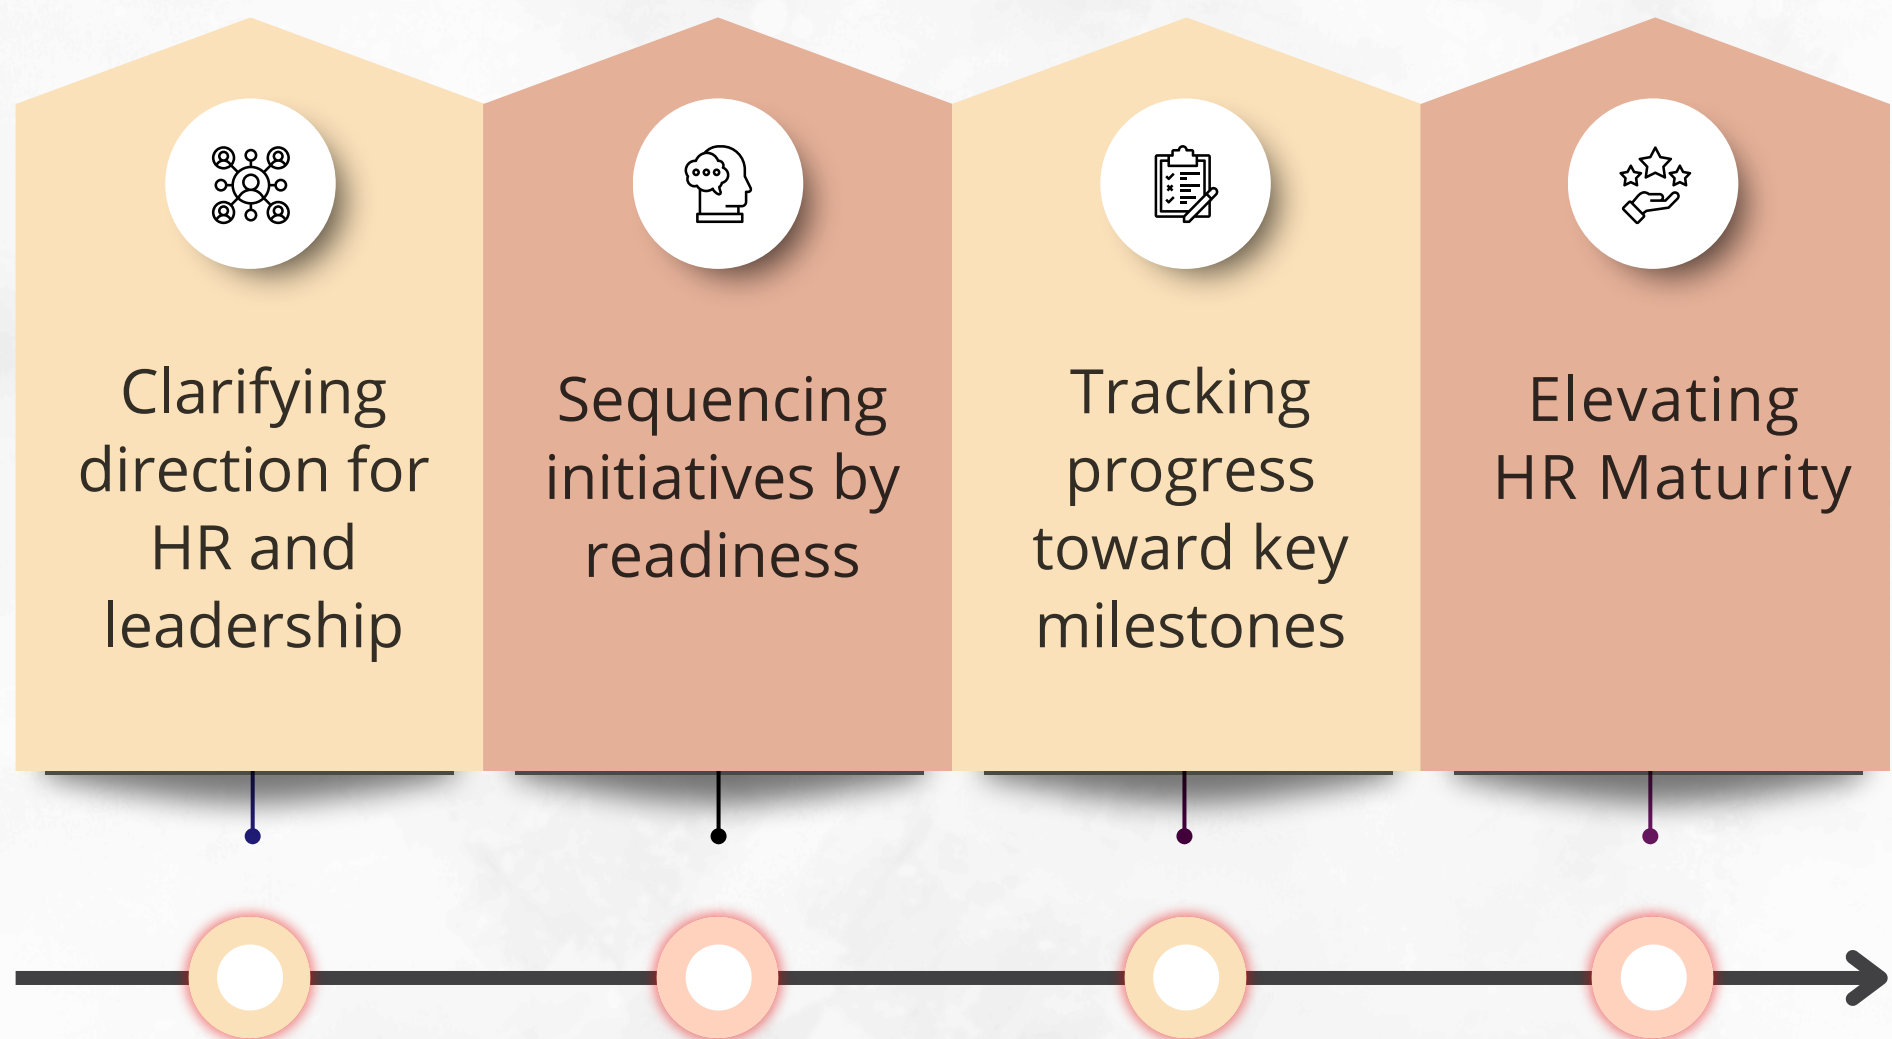 Clarifying
direction for
HR and
leadership
Sequencing
initiatives by
readiness
Tracking
progress
toward key
milestones
Elevating
HR Maturity